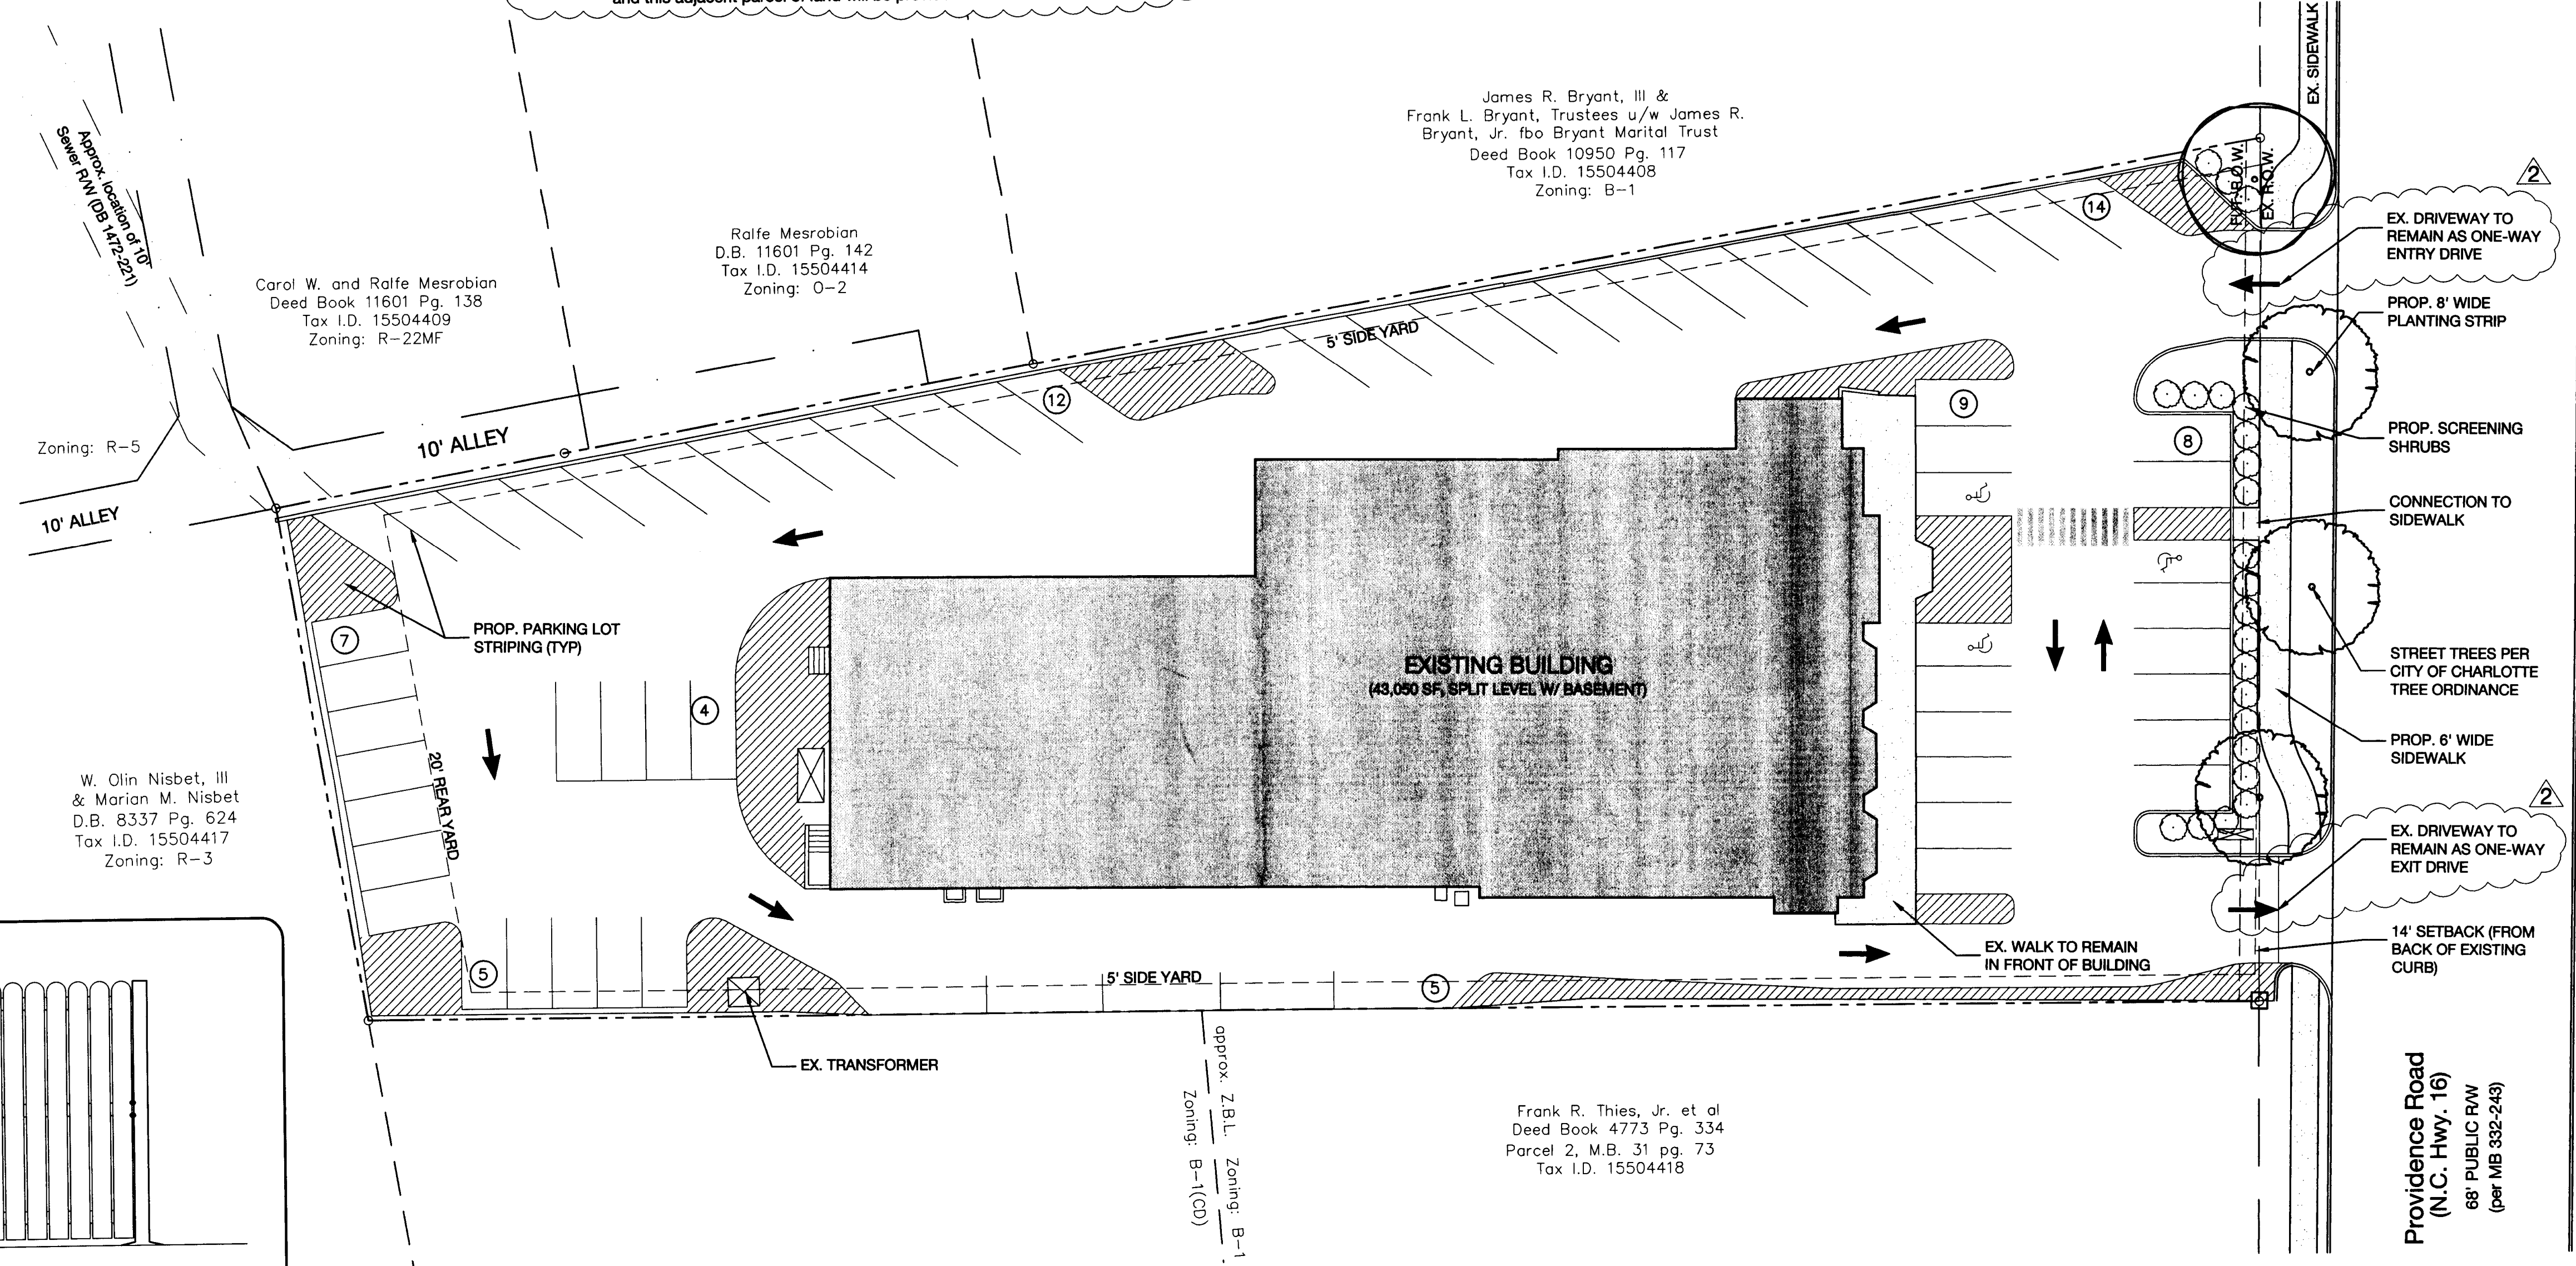 and this adjacent parcel of land will be
EX. SIDEWALK
James R. Bryant, III &
Frank L. Bryant, Trustees u/w James R.
Bryant, Jr. fbo Bryant Marital Trust
Deed Book 10950 Pg. 117
Tax I.D. 15504408
Zoning: B-1
Approx. location of 10'
Sewer R/W (DB 1472-221)
Ralfe Mesrobian
D.B. 11601 Pg. 142
Tax I.D. 15504414
Zoning: O-2
Carol W. and Ralfe Mesrobian
Deed Book 11601 Pg. 138
Tax I.D. 15504409
Zoning: R-22MF
FUT. R.O.W.
EX. R.O.W.
14
2
EX. DRIVEWAY TO
REMAIN AS ONE-WAY
ENTRY DRIVE
PROP. 8' WIDE
PLANTING STRIP
5' SIDE YARD
12
9
8
PROP. SCREENING
SHRUBS
Zoning: R-5
10' ALLEY
10' ALLEY
CONNECTION TO
SIDEWALK
7
PROP. PARKING LOT
STRIPING (TYP)
4
EXISTING BUILDING
(43,050 SF, SPLIT LEVEL W/ BASEMENT)
STREET TREES PER
CITY OF CHARLOTTE
TREE ORDINANCE
PROP. 6' WIDE
SIDEWALK
20' REAR YARD
W. Olin Nisbet, III
& Marian M. Nisbet
D.B. 8337 Pg. 624
Tax I.D. 15504417
Zoning: R-3
2
EX. DRIVEWAY TO
REMAIN AS ONE-WAY
EXIT DRIVE
14' SETBACK (FROM
BACK OF EXISTING
CURB)
EX. WALK TO REMAIN
IN FRONT OF BUILDING
5
5' SIDE YARD
5
EX. TRANSFORMER
approx. Z.B.L.
Zoning: B-1
Zoning: B-1(CD)
Frank R. Thies, Jr. et al
Deed Book 4773 Pg. 334
Parcel 2, M.B. 31 pg. 73
Tax I.D. 15504418
Providence Road
(N.C. Hwy. 16)
68' PUBLIC R/W
(per MB 332-243)